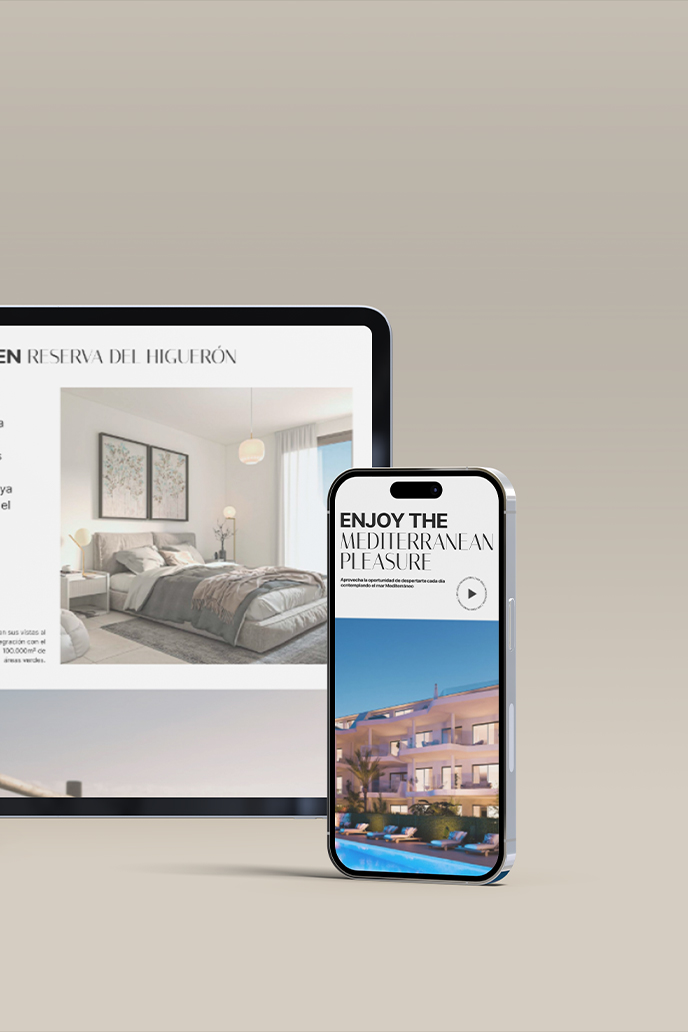 EN RESERVA DEL HIGUERÓN
a
s
ya
el
en sus vistas al
egración con el
100.000m² de
áreas verdes.
ENJOY THE
MEDITERRANEAN
PLEASURE
Aprovecha la oportunidad de despertarte cada día
contemplando el mar Mediterráneo